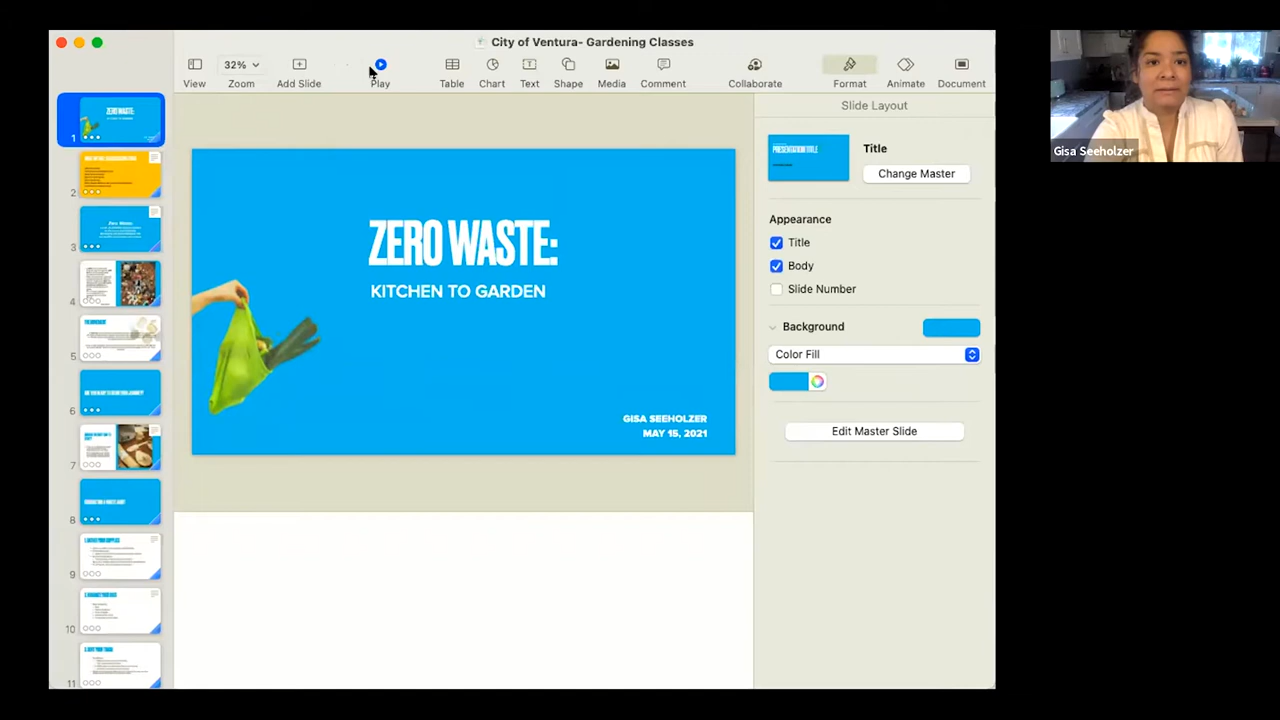 City of Ventura- Gardening Classes
32%
View
Zoom
Add Slide
Play
Table
Chart
Text
Shape
Media
Comment
Collaborate
Format
Animate
Document
Slide Layout
1
2
3
4
5
6
7
8
9
10
11
ZERO WASTE:
KITCHEN TO GARDEN
GISA SEEHOLZER
MAY 15, 2021
PRESENTATION TITLE
Title
Change Master
Appearance
Title
Body
Slide Number
Background
Color Fill
Edit Master Slide
Gisa Seeholzer